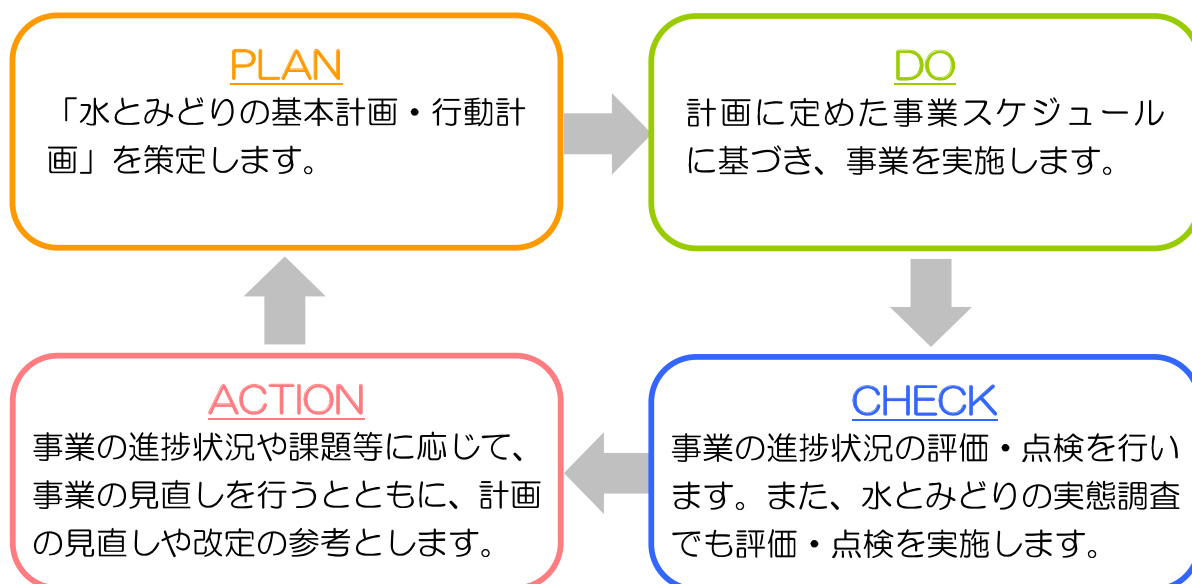 PLAN
「水とみどりの基本計画・行動計
画」を策定します。
DO
計画に定めた事業スケジュール
に基づき、事業を実施します。
CHECK
事業の進捗状況の評価・点検を行い
ます。また、水とみどりの実態調査
でも評価・点検を実施します。
ACTION
事業の進捗状況や課題等に応じて、
事業の見直しを行うとともに、計画
の見直しや改定の参考とします。